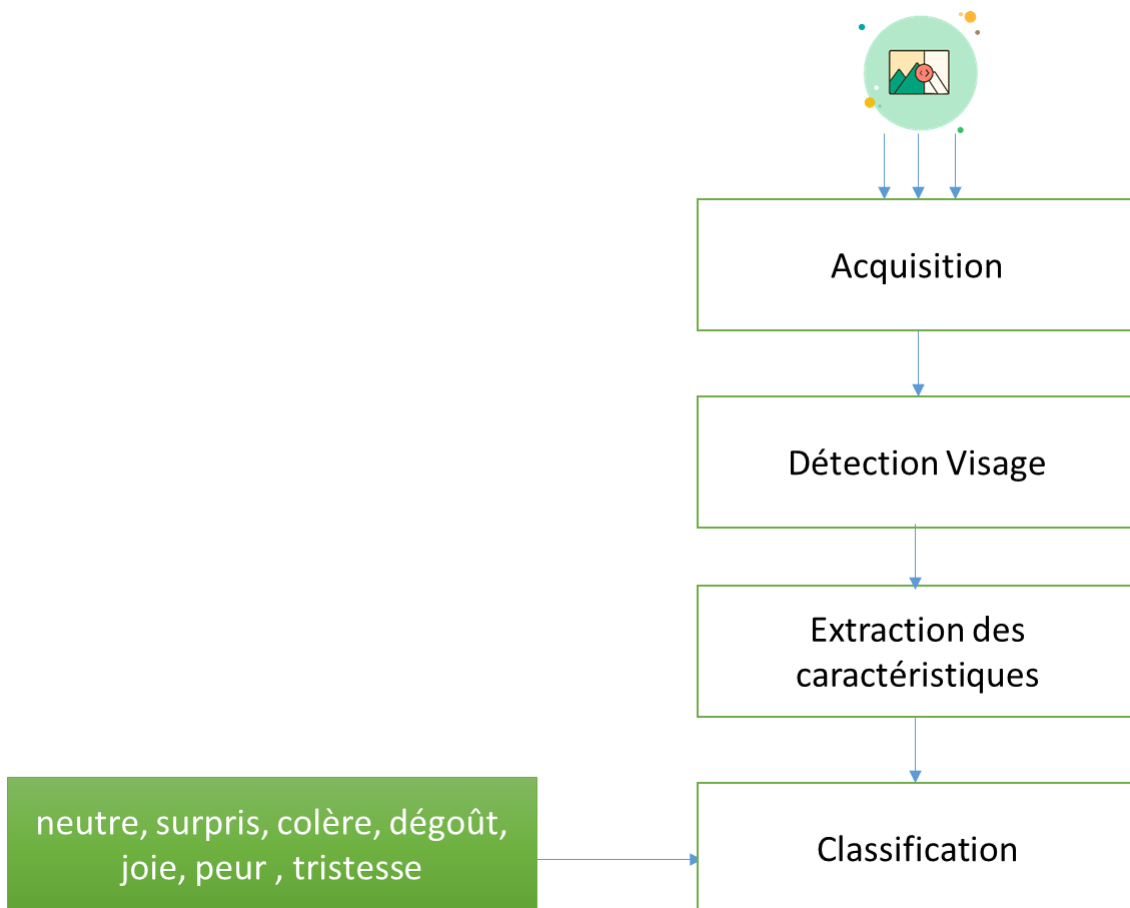 Acquisition
Détection Visage
Extraction des
caractéristiques
neutre, surpris, colère, dégoût,
joie, peur , tristesse
Classification